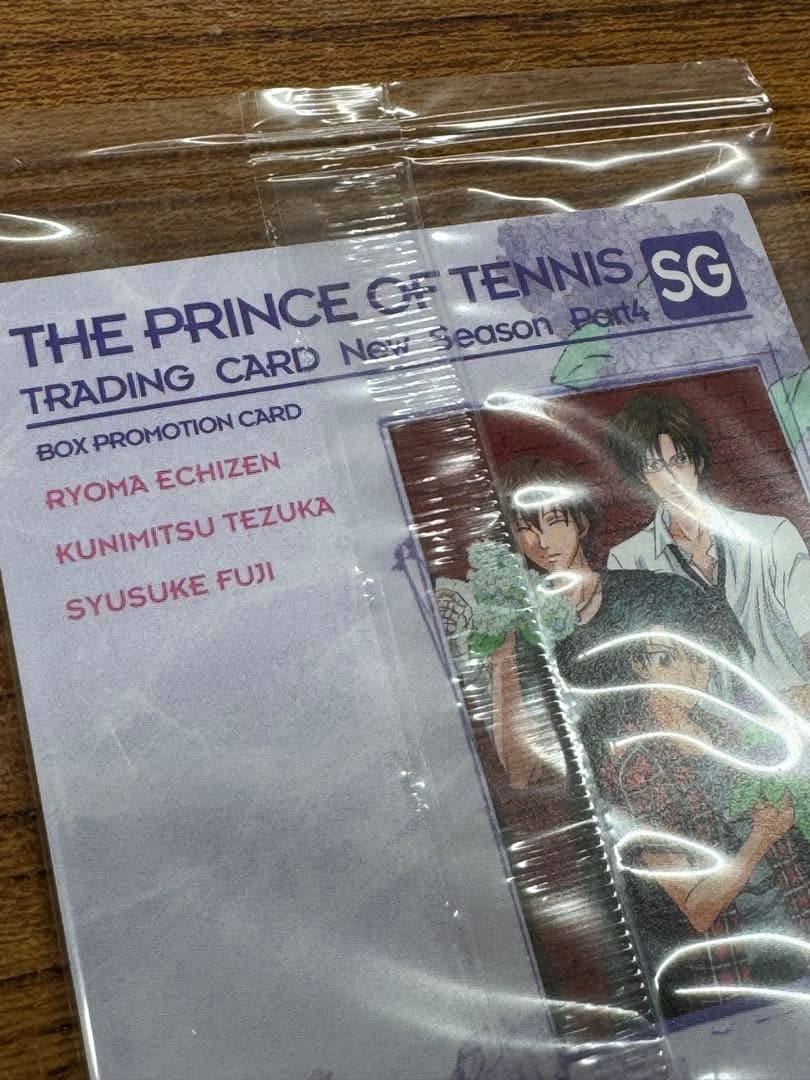 THE PRINCE OF TENNIS SG
TRADING CARD New Season Part4
BOX PROMOTION CARD
RYOMA ECHIZEN
KUNIMITSU TEZUKA
SYUSUKE FUJI